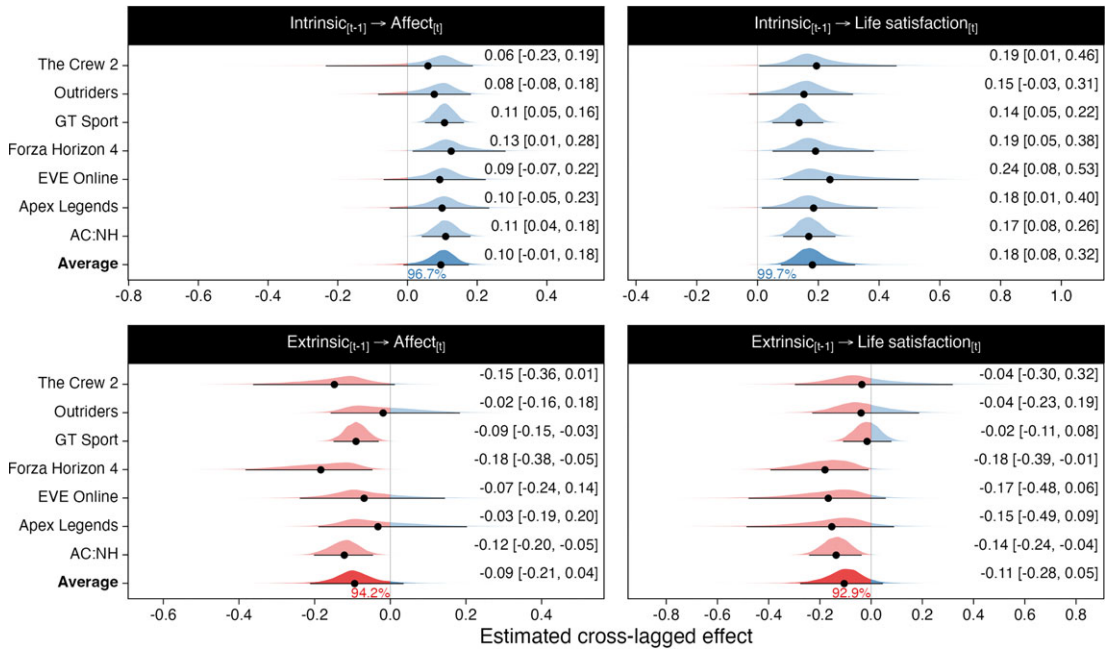 Intrinsic[t-1] → Affect[t]
Intrinsic[t-1] → Life satisfaction[t]
The Crew 2 0.06 [-0.23, 0.19] 0.19 [0.01, 0.46]
Outriders 0.08 [-0.08, 0.18] 0.15 [-0.03, 0.31]
GT Sport 0.11 [0.05, 0.16] 0.14 [0.05, 0.22]
Forza Horizon 4 0.13 [0.01, 0.28] 0.19 [0.05, 0.38]
EVE Online 0.09 [-0.07, 0.22] 0.24 [0.08, 0.53]
Apex Legends 0.10 [-0.05, 0.23] 0.18 [0.01, 0.40]
AC:NH 0.11 [0.04, 0.18] 0.17 [0.08, 0.26]
Average 0.10 [-0.01, 0.18] 0.18 [0.08, 0.32]
96.7% 99.7%
-0.8 -0.6 -0.4 -0.2 0.0 0.2 0.4 -0.4 -0.2 0.0 0.2 0.4 0.6 0.8 1.0
Extrinsic[t-1] → Affect[t]
Extrinsic[t-1] → Life satisfaction[t]
The Crew 2 -0.15 [-0.36, 0.01] -0.04 [-0.30, 0.32]
Outriders -0.02 [-0.16, 0.18] -0.04 [-0.23, 0.19]
GT Sport -0.09 [-0.15, -0.03] -0.02 [-0.11, 0.08]
Forza Horizon 4 -0.18 [-0.38, -0.05] -0.18 [-0.39, -0.01]
EVE Online -0.07 [-0.24, 0.14] -0.17 [-0.48, 0.06]
Apex Legends -0.03 [-0.19, 0.20] -0.15 [-0.49, 0.09]
AC:NH -0.12 [-0.20, -0.05] -0.14 [-0.24, -0.04]
Average -0.09 [-0.21, 0.04] -0.11 [-0.28, 0.05]
94.2% 92.9%
-0.6 -0.4 -0.2 0.0 0.2 0.4 -0.8 -0.6 -0.4 -0.2 0.0 0.2 0.4 0.6 0.8
Estimated cross-lagged effect